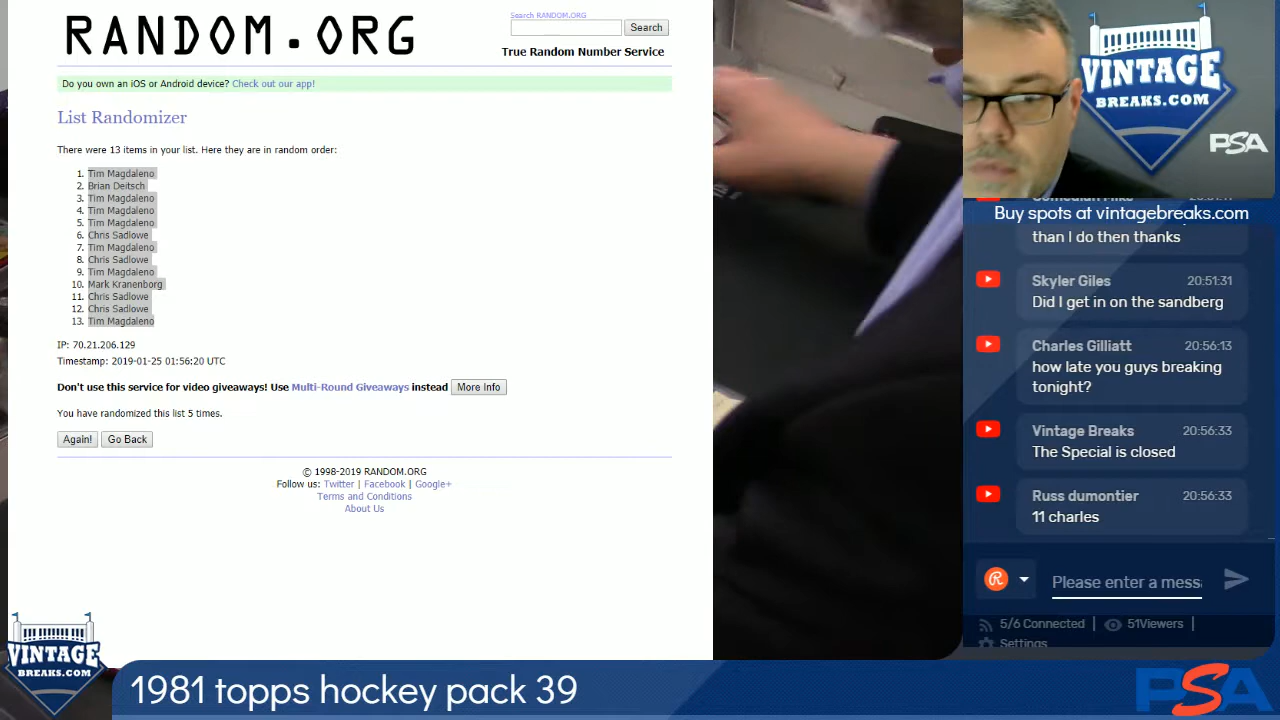 RANDOM.ORG
Search RANDOM.ORG
Search
True Random Number Service
Do you own an iOS or Android device? Check out our app!
List Randomizer
There were 13 items in your list. Here they are in random order:
1. Tim Magdaleno
2. Brian Deitsch
3. Tim Magdaleno
4. Tim Magdaleno
5. Tim Magdaleno
6. Chris Sadlowe
7. Tim Magdaleno
8. Chris Sadlowe
9. Tim Magdaleno
10. Mark Kranenborg
11. Chris Sadlowe
12. Chris Sadlowe
13. Tim Magdaleno
IP: 70.21.206.129
Timestamp: 2019-01-25 01:56:20 UTC
Don't use this service for video giveaways! Use Multi-Round Giveaways instead More Info
You have randomized this list 5 times.
Again! Go Back
© 1998-2019 RANDOM.ORG
Follow us: Twitter | Facebook | Google+
Terms and Conditions
About Us
VINTAGE
BREAKS.COM
PSA
Buy spots at vintagebreaks.com
than I do then thanks
Skyler Giles 20:51:31
Did I get in on the sandberg
Charles Gilliatt 20:56:13
how late you guys breaking
tonight?
Vintage Breaks 20:56:33
The Special is closed
Russ dumontier 20:56:33
11 charles
Please enter a messa
5/6 Connected | 51Viewers |
Settings
VINTAGE
BREAKS.COM
1981 topps hockey pack 39
PSA